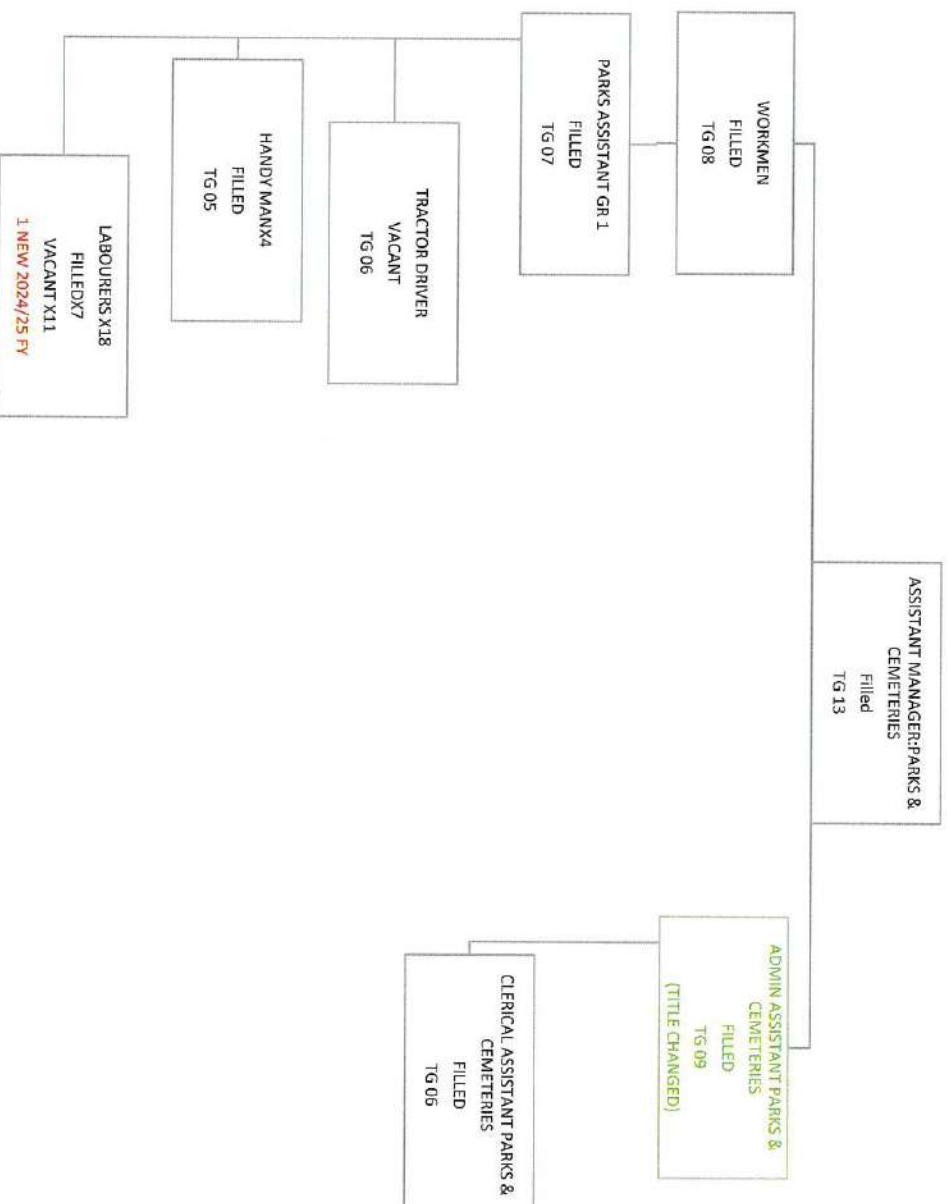 ASSISTANT MANAGER:PARKS &
CEMETERIES
Filled
TG 13
WORKMEN
FILLED
TG 08
PARKS ASSISTANT GR 1
FILLED
TG 07
TRACTOR DRIVER
VACANT
TG 06
HANDY MANX4
FILLED
TG 05
LABOURERS X18
FILLEDX7
VACANT X11
1 NEW 2024/25 FY
ADMIN ASSISTANT PARKS &
CEMETERIES
FILLED
TG 09
(TITLE CHANGED)
CLERICAL ASSISTANT PARKS &
CEMETERIES
FILLED
TG 06